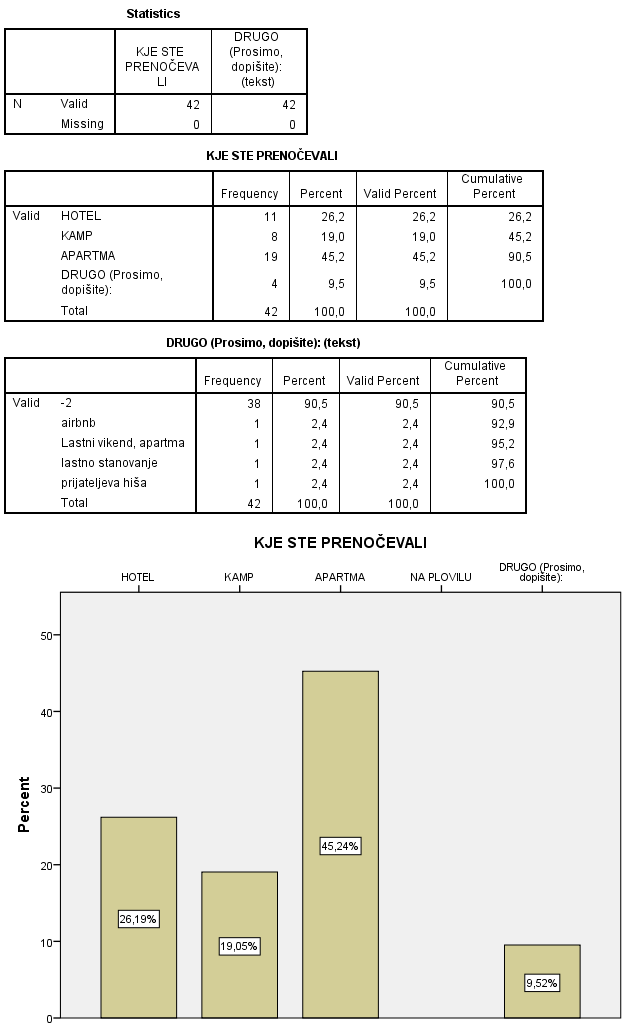 Statistics
KJE STE PRENOČEVA LI DRUGO (Prosimo, dopišite): (tekst)
N Valid 42 42
Missing 0 0
KJE STE PRENOČEVALI
Frequency Percent Valid Percent Cumulative Percent
Valid HOTEL 11 26,2 26,2 26,2
KAMP 8 19,0 19,0 45,2
APARTMA 19 45,2 45,2 90,5
DRUGO (Prosimo, dopišite): 4 9,5 9,5 100,0
Total 42 100,0 100,0
DRUGO (Prosimo, dopišite): (tekst)
Frequency Percent Valid Percent Cumulative Percent
Valid -2 38 90,5 90,5 90,5
airbnb 1 2,4 2,4 92,9
Lastni vikend, apartma 1 2,4 2,4 95,2
lastno stanovanje 1 2,4 2,4 97,6
prijateljeva hiša 1 2,4 2,4 100,0
Total 42 100,0 100,0
KJE STE PRENOČEVALI
HOTEL KAMP APARTMA NA PLOVILU DRUGO (Prosimo, dopišite):
50
40
30
20
10
0
Percent
26,19%
19,05%
45,24%
9,52%